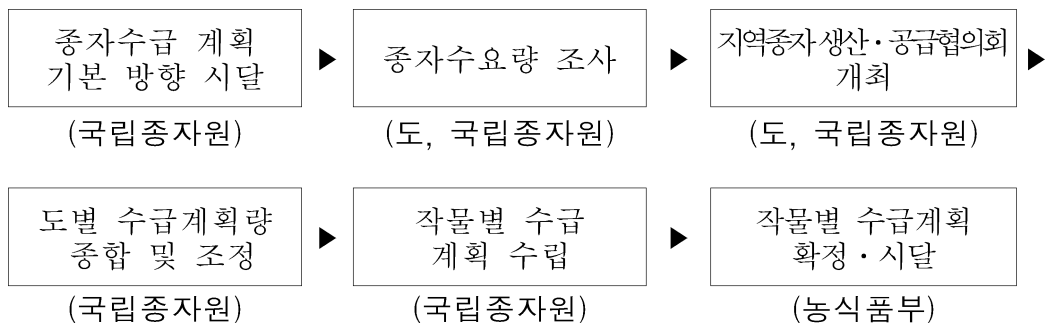 종자수급 계획
기본 방향 시달
▶
종자수요량 조사
▶
지역종자 생산·공급협의회
개최
▶
(국립종자원)
(도, 국립종자원)
(도, 국립종자원)
도별 수급계획량
종합 및 조정
▶
작물별 수급
계획 수립
▶
작물별 수급계획
확정·시달
(국립종자원)
(국립종자원)
(농식품부)